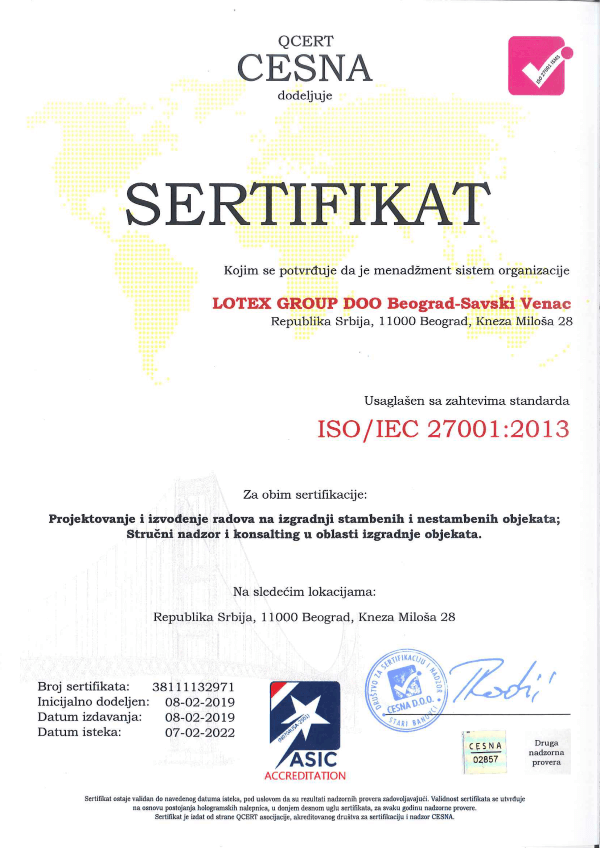 QCERT
CESNA
dodeljuje
ISO 27001 ISMS
SERTIFIKAT
Kojim se potvrđuje da je menadžment sistem organizacije
LOTEX GROUP DOO Beograd-Savski Venac
Republika Srbija, 11000 Beograd, Kneza Miloša 28
Usaglašen sa zahtevima standarda
ISO/IEC 27001:2013
Za obim sertifikacije:
Projektovanje i izvođenje radova na izgradnji stambenih i nestambenih objekata;
Stručni nadzor i konsalting u oblasti izgradnje objekata.
Na sledećim lokacijama:
Republika Srbija, 11000 Beograd, Kneza Miloša 28
Broj sertifikata: 38111132971
Inicijalno dodeljen: 08-02-2019
Datum izdavanja: 08-02-2019
Datum isteka: 07-02-2022
ASIC
ACCREDITATION
DRUŠTVO ZA SERTIFIKACIJU I NADZOR
CESNA D.O.O.
STARI BANOVCI
CESNA
02857
Druga
nadzorna
provera
Sertifikat ostaje validan do navedenog datuma isteka, pod uslovom da su rezultati nadzornih provera zadovoljavajući. Validnost sertifikata se utvrđuje
na osnovu postojanja hologramskih nalepnica, u donjem desnom uglu sertifikata, za svaku godinu nadzorne provere.
Sertifikat je izdat od strane QCERT asocijacije, akreditovanog društva za sertifikaciju i nadzor CESNA.